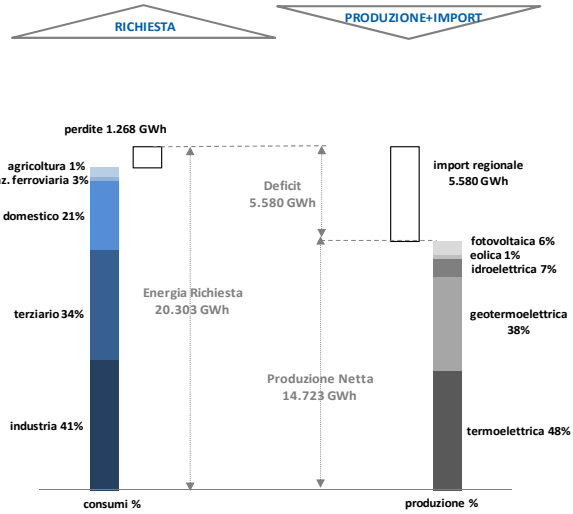 RICHIESTA
PRODUZIONE+IMPORT
perdite 1.268 GWh
agricoltura 1%
az. ferroviaria 3%
domestico 21%
terziario 34%
industria 41%
consumi %
Energia Richiesta
20.303 GWh
Deficit
5.580 GWh
Produzione Netta
14.723 GWh
import regionale
5.580 GWh
fotovoltaica 6%
eolica 1%
idroelettrica 7%
geotermoelettrica
38%
termoelettrica 48%
produzione %